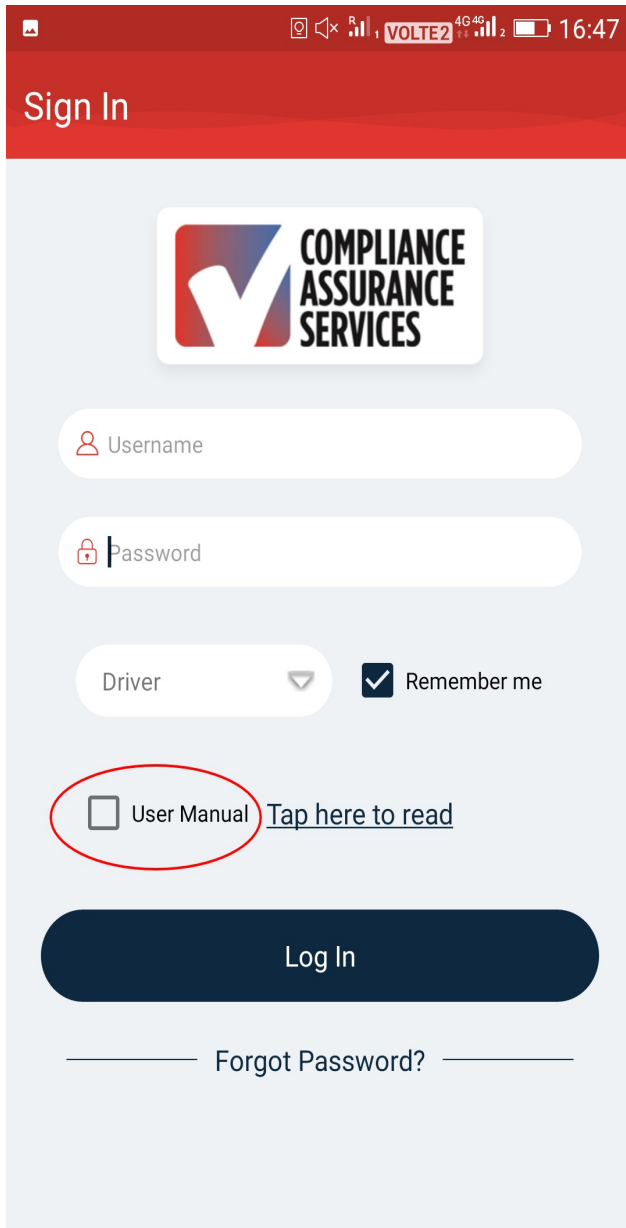 R 1 VOLTE2 4G 4G 2 16:47
Sign In
COMPLIANCE
ASSURANCE
SERVICES
Username
Password
Driver Remember me
User Manual Tap here to read
Log In
Forgot Password?